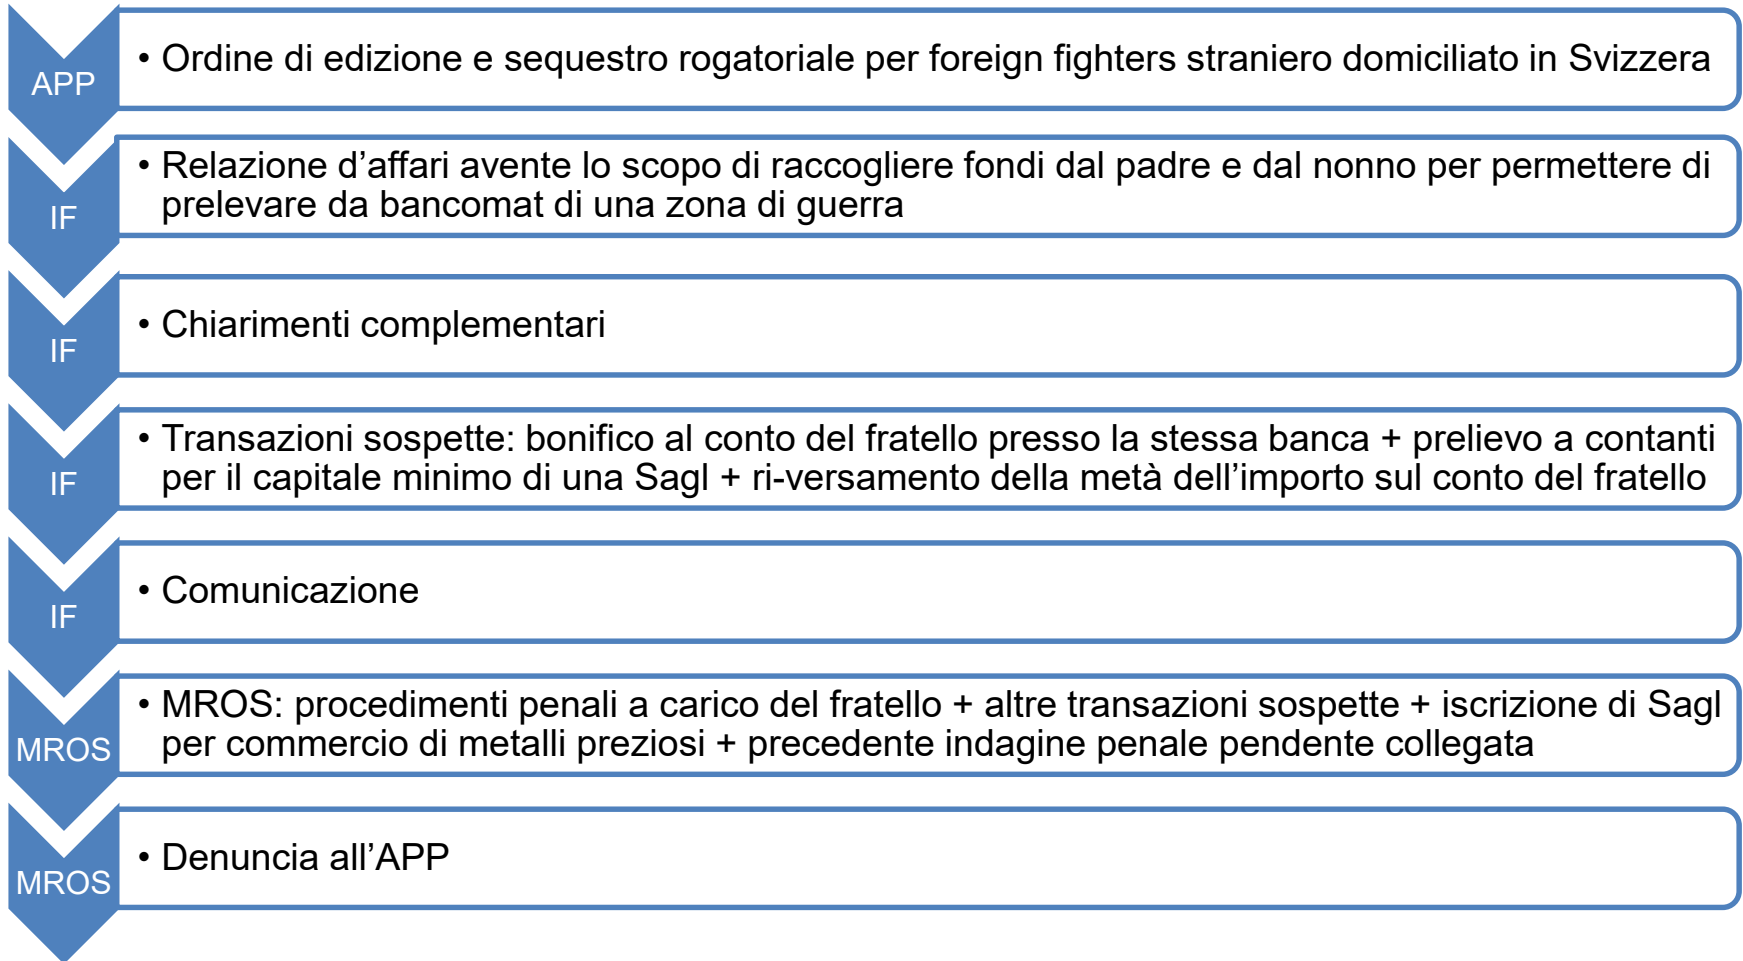 APP
• Ordine di edizione e sequestro rogatoriale per foreign fighters straniero domiciliato in Svizzera
IF
• Relazione d’affari avente lo scopo di raccogliere fondi dal padre e dal nonno per permettere di
prelevare da bancomat di una zona di guerra
IF
• Chiarimenti complementari
IF
• Transazioni sospette: bonifico al conto del fratello presso la stessa banca + prelievo a contanti
per il capitale minimo di una Sagl + ri-versamento della metà dell’importo sul conto del fratello
IF
• Comunicazione
MROS
• MROS: procedimenti penali a carico del fratello + altre transazioni sospette + iscrizione di Sagl
per commercio di metalli preziosi + precedente indagine penale pendente collegata
MROS
• Denuncia all’APP